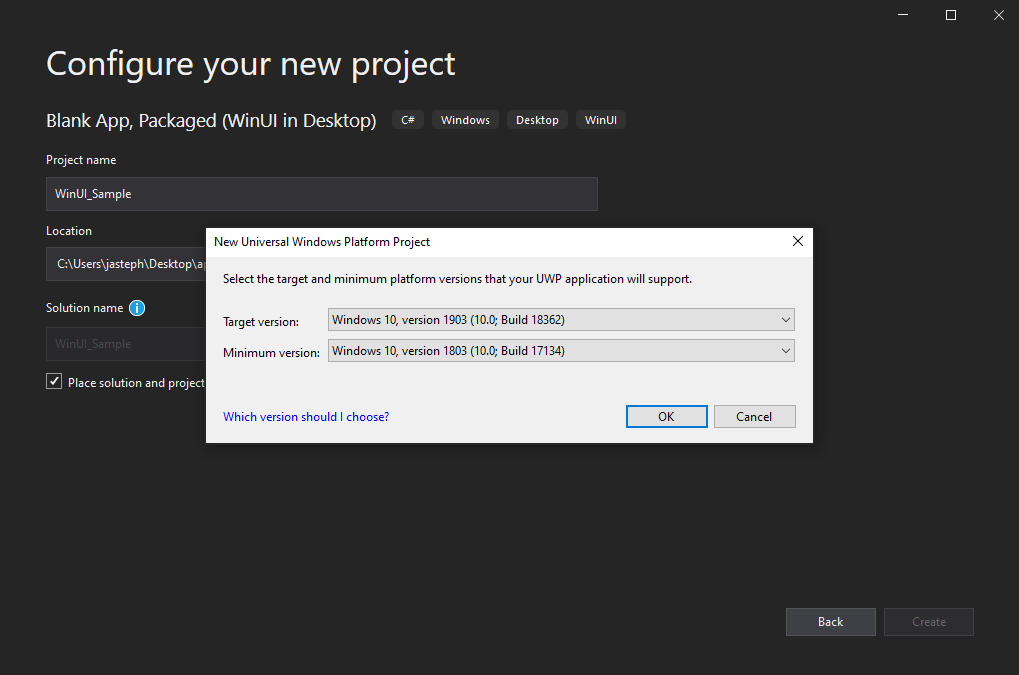 Configure your new project
Blank App, Packaged (WinUI in Desktop) C# Windows Desktop WinUI
Project name
WinUI_Sample
Location
C:\Users\jasteph\Desktop\ap
Solution name
WinUI_Sample
Place solution and project
New Universal Windows Platform Project
Select the target and minimum platform versions that your UWP application will support.
Target version: Windows 10, version 1903 (10.0; Build 18362)
Minimum version: Windows 10, version 1803 (10.0; Build 17134)
Which version should I choose? OK Cancel
Back Create